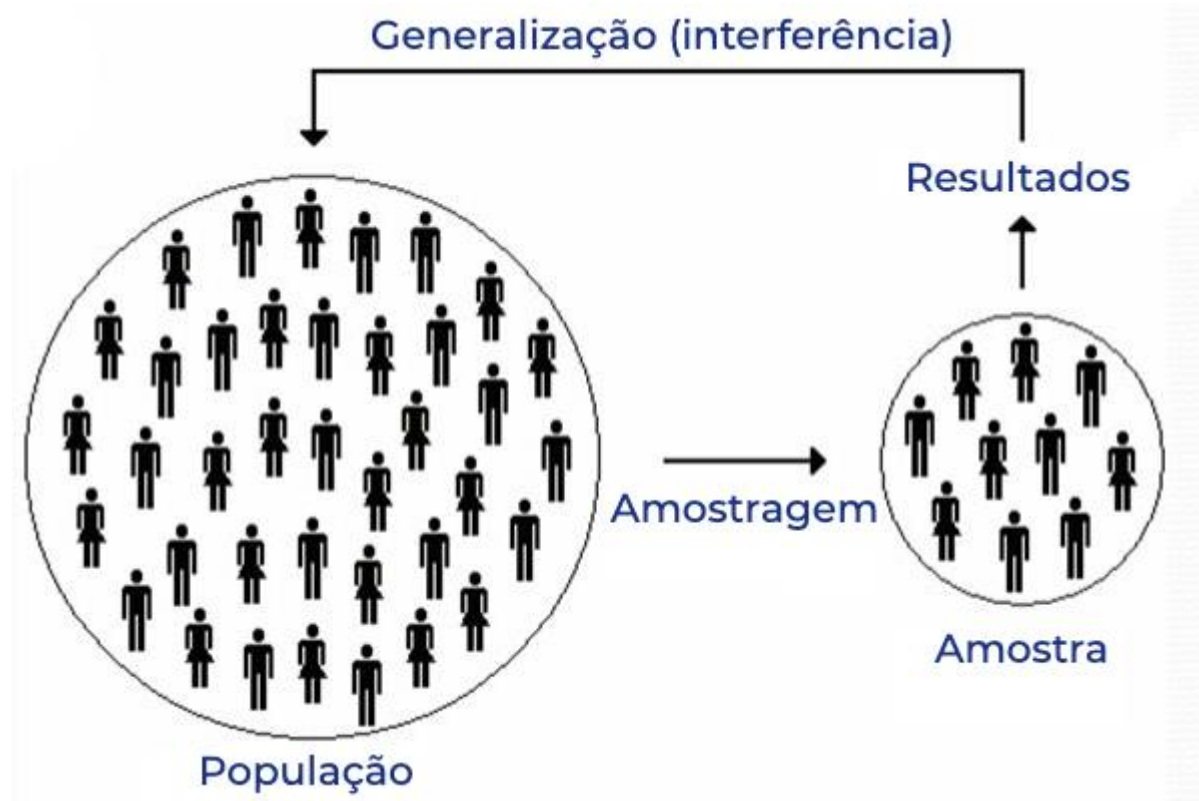 Generalização (interferência)
Resultados
Amostragem
Amostra
População